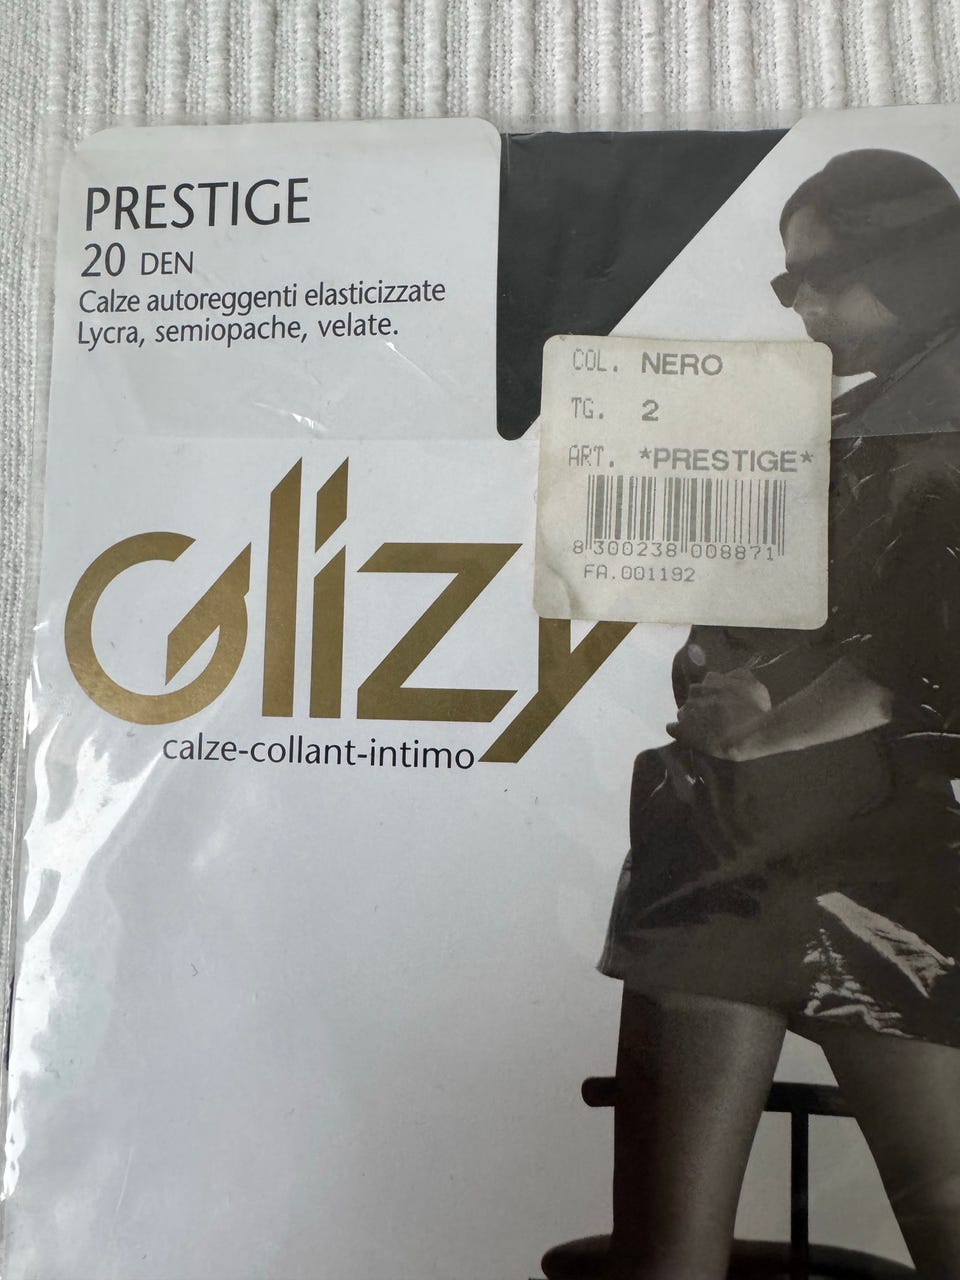 PRESTIGE
20 DEN
Calze autoreggenti elasticizzate
Lycra, semiopache, velate.
COL. NERO
TG. 2
ART. *PRESTIGE*
8 300238 008871
FA.001192
Glizy
calze-collant-intimo